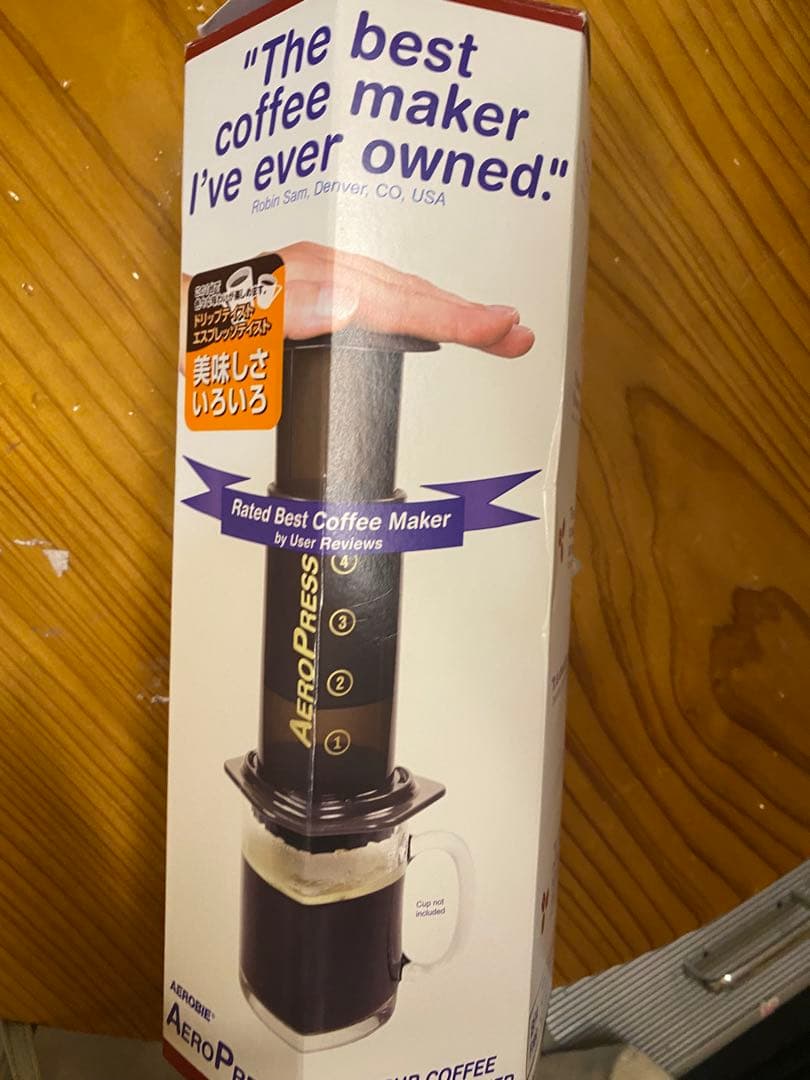 "The best
coffee maker
I've ever owned."
Robin Sam, Denver, CO, USA
ドリップテイスト
エスプレッソテイスト
美味しさ
いろいろ
Rated Best Coffee Maker
by User Reviews
AEROPRESS
4
3
2
1
Cup not
included
AEROBIE®
AEROPRE
COFFEE